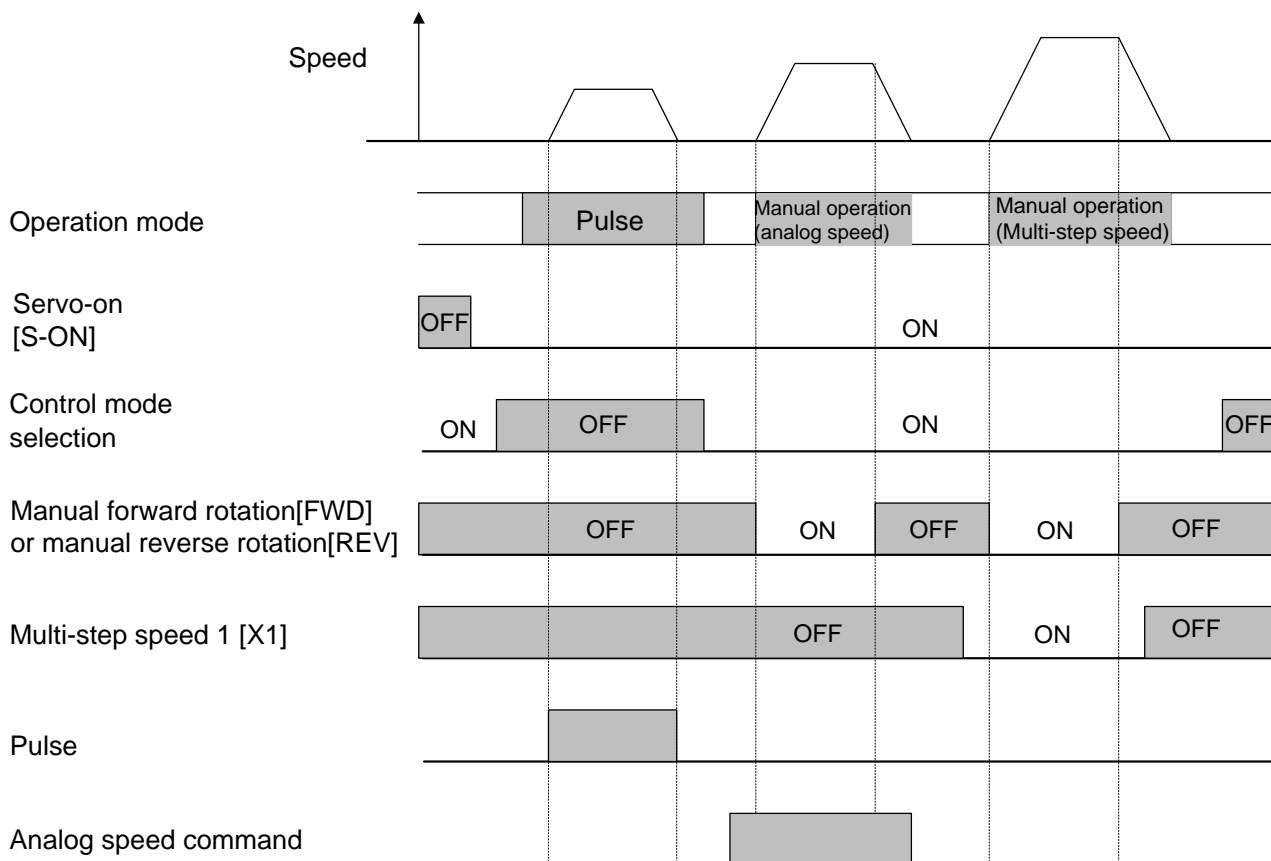 Speed
Operation mode
Pulse
Manual operation
(analog speed)
Manual operation
(Multi-step speed)
Servo-on
[S-ON]
OFF
ON
Control mode
selection
ON
OFF
ON
OFF
Manual forward rotation[FWD]
or manual reverse rotation[REV]
OFF
ON
OFF
ON
OFF
Multi-step speed 1 [X1]
OFF
ON
OFF
Pulse
Analog speed command